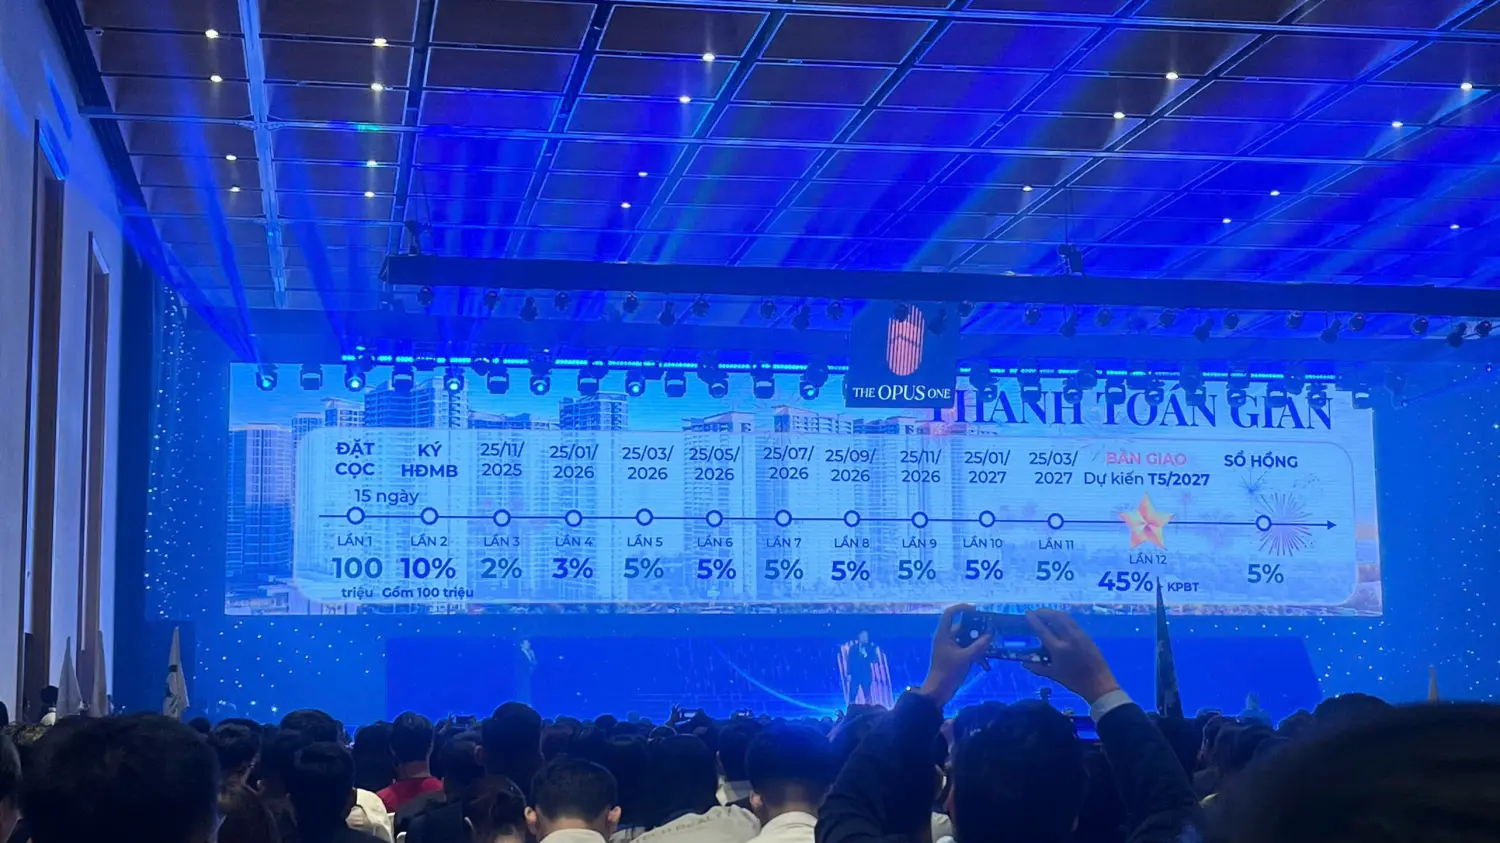 THE OPUS ONE
THANH TOÁN GIÃN
ĐẶT CỌC
KÝ HĐMB
25/11/2025
25/01/2026
25/03/2026
25/05/2026
25/07/2026
25/09/2026
25/11/2026
25/01/2027
25/03/2027
BÀN GIAO
Dự kiến T5/2027
SỔ HỒNG
15 ngày
LẦN 1
LẦN 2
LẦN 3
LẦN 4
LẦN 5
LẦN 6
LẦN 7
LẦN 8
LẦN 9
LẦN 10
LẦN 11
LẦN 12
100
triệu
10%
Gồm 100 triệu
2%
3%
5%
5%
5%
5%
5%
5%
5%
45%
KPBT
5%